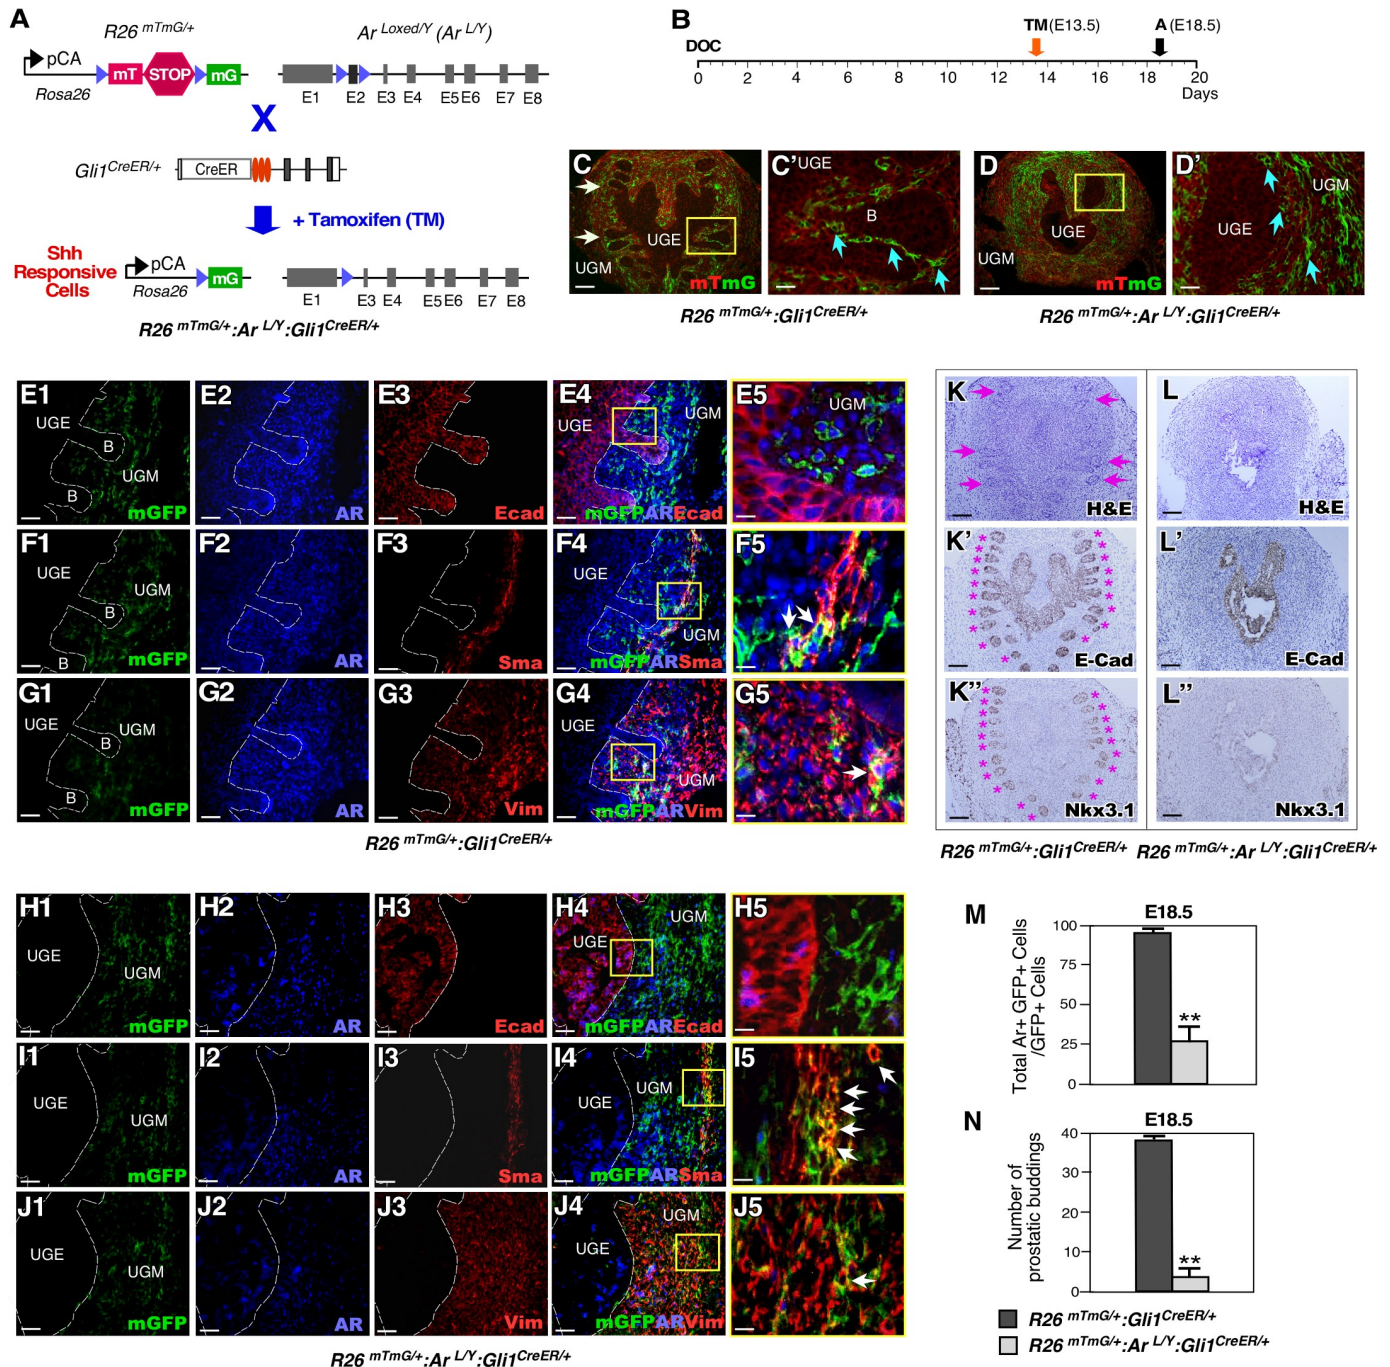 A
R26 mTmG/+
Ar Loxed/Y (Ar L/Y)
pCA
mT
STOP
mG
Rosa26
E1 E2 E3 E4 E5 E6 E7 E8
X
Gli1CreER/+
CreER
+ Tamoxifen (TM)
Shh
Responsive
Cells
pCA
mG
Rosa26
E1 E3 E4 E5 E6 E7 E8
R26 mTmG/+:Ar L/Y:Gli1CreER/+
B
TM(E13.5)
A (E18.5)
DOC
0 2 4 6 8 10 12 14 16 18 20
Days
C
UGE
UGM
mTmG
C'
UGE
B
R26 mTmG/+:Gli1CreER/+
D
UGE
UGM
mTmG
D'
UGM
UGE
R26 mTmG/+:Ar L/Y:Gli1CreER/+
E1
UGE
B
UGM
B
mGFP
E2
AR
E3
Ecad
E4
UGM
UGE
mGFPAREcad
E5
UGM
F1
UGE
UGM
B
B
mGFP
F2
AR
F3
Sma
F4
UGE
UGM
mGFPARSma
F5
G1
UGE
UGM
B
B
mGFP
G2
AR
G3
Vim
G4
UGE
UGM
mGFPARVim
G5
R26 mTmG/+:Gli1CreER/+
K
H&E
L
H&E
K'
E-Cad
L'
E-Cad
K''
Nkx3.1
L''
Nkx3.1
R26 mTmG/+:Gli1CreER/+
R26 mTmG/+:Ar L/Y:Gli1CreER/+
H1
UGE
UGM
mGFP
H2
AR
H3
Ecad
H4
UGM
UGE
mGFPAREcad
H5
I1
UGE
UGM
mGFP
I2
AR
I3
Sma
I4
UGM
UGE
mGFPARSma
I5
J1
UGE
UGM
mGFP
J2
AR
J3
Vim
J4
UGM
UGE
mGFPARVim
J5
R26 mTmG/+:Ar L/Y:Gli1CreER/+
M
E18.5
Total Ar+ GFP+ Cells
/GFP+ Cells
100
75
50
25
0
**
N
E18.5
Number of
prostatic buddings
40
30
20
10
0
**
R26 mTmG/+:Gli1CreER/+
R26 mTmG/+:Ar L/Y:Gli1CreER/+